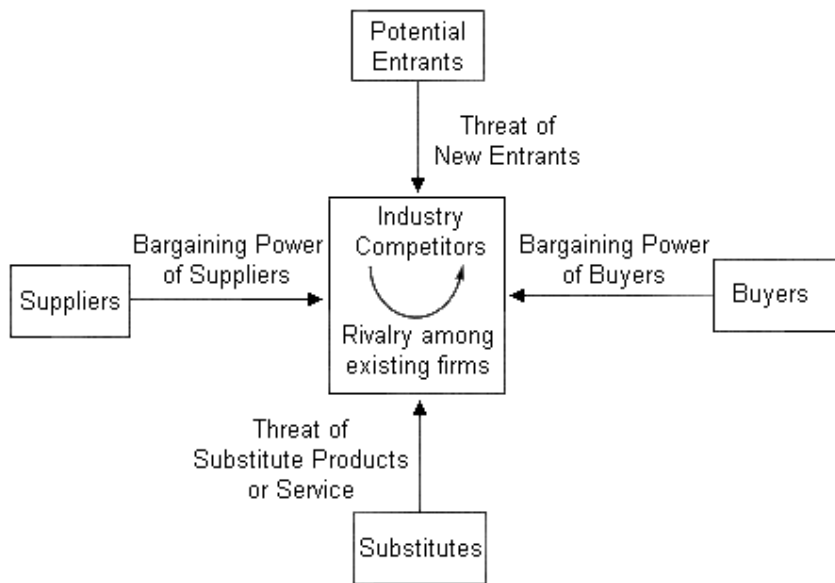 Potential
Entrants
Threat of
New Entrants
Industry
Competitors
Bargaining Power
of Suppliers
Bargaining Power
of Buyers
Suppliers
Buyers
Rivalry among
existing firms
Threat of
Substitute Products
or Service
Substitutes